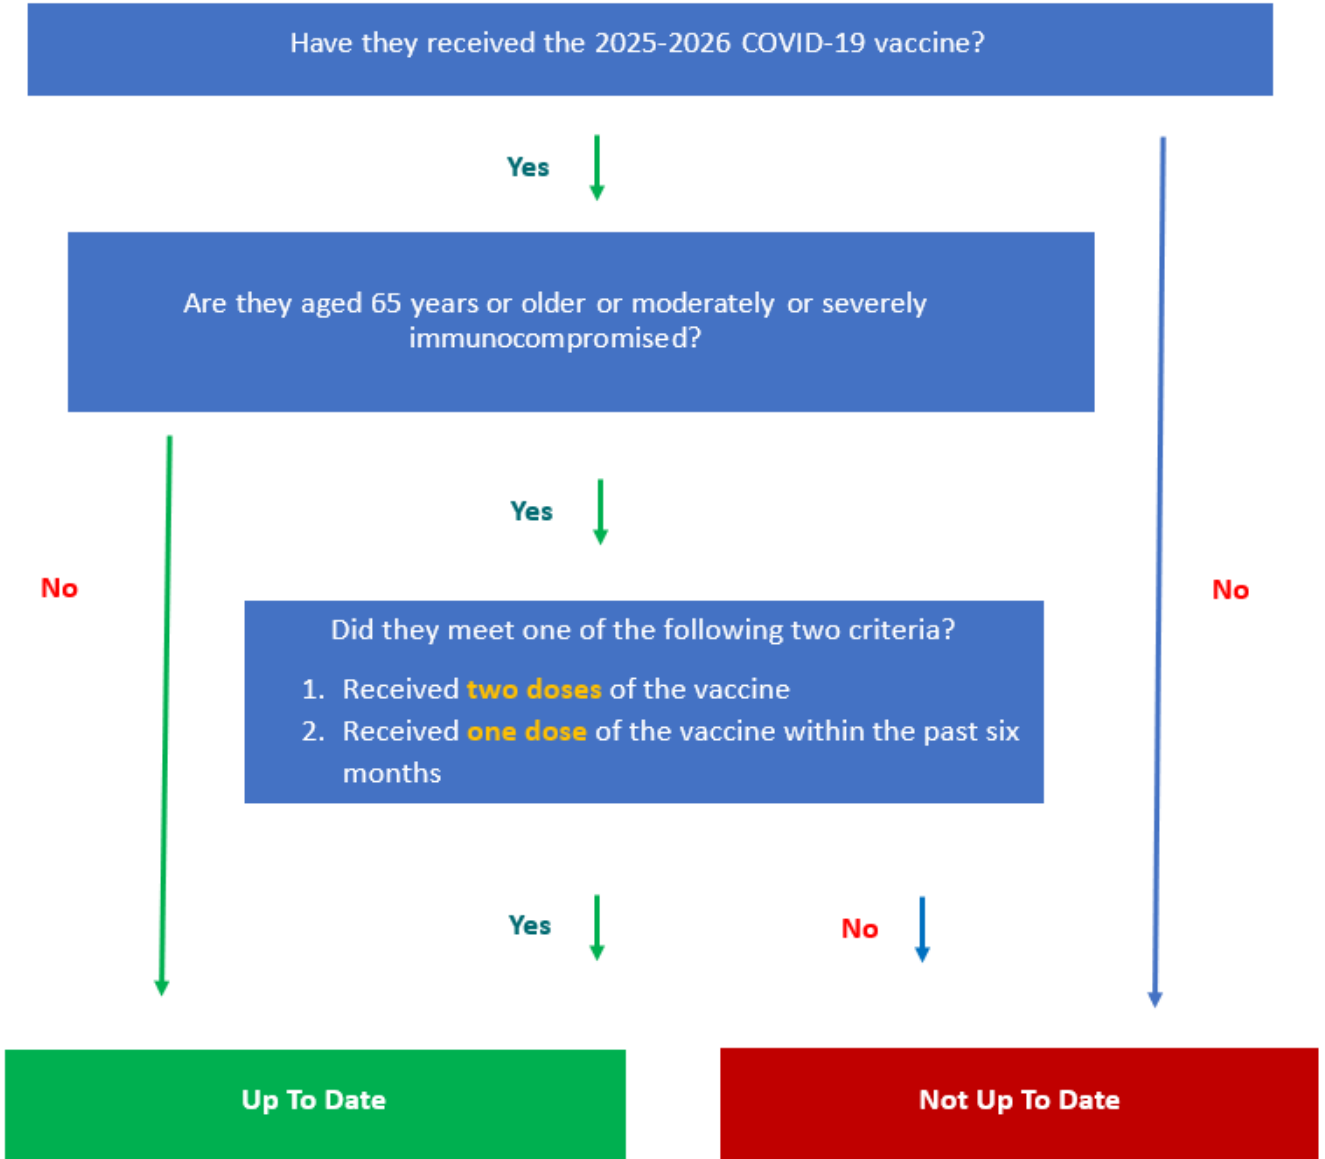 Have they received the 2025-2026 COVID-19 vaccine?
Yes
Are they aged 65 years or older or moderately or severely
immunocompromised?
Yes
No
No
Did they meet one of the following two criteria?
1. Received two doses of the vaccine
2. Received one dose of the vaccine within the past six
months
Yes
No
Up To Date
Not Up To Date